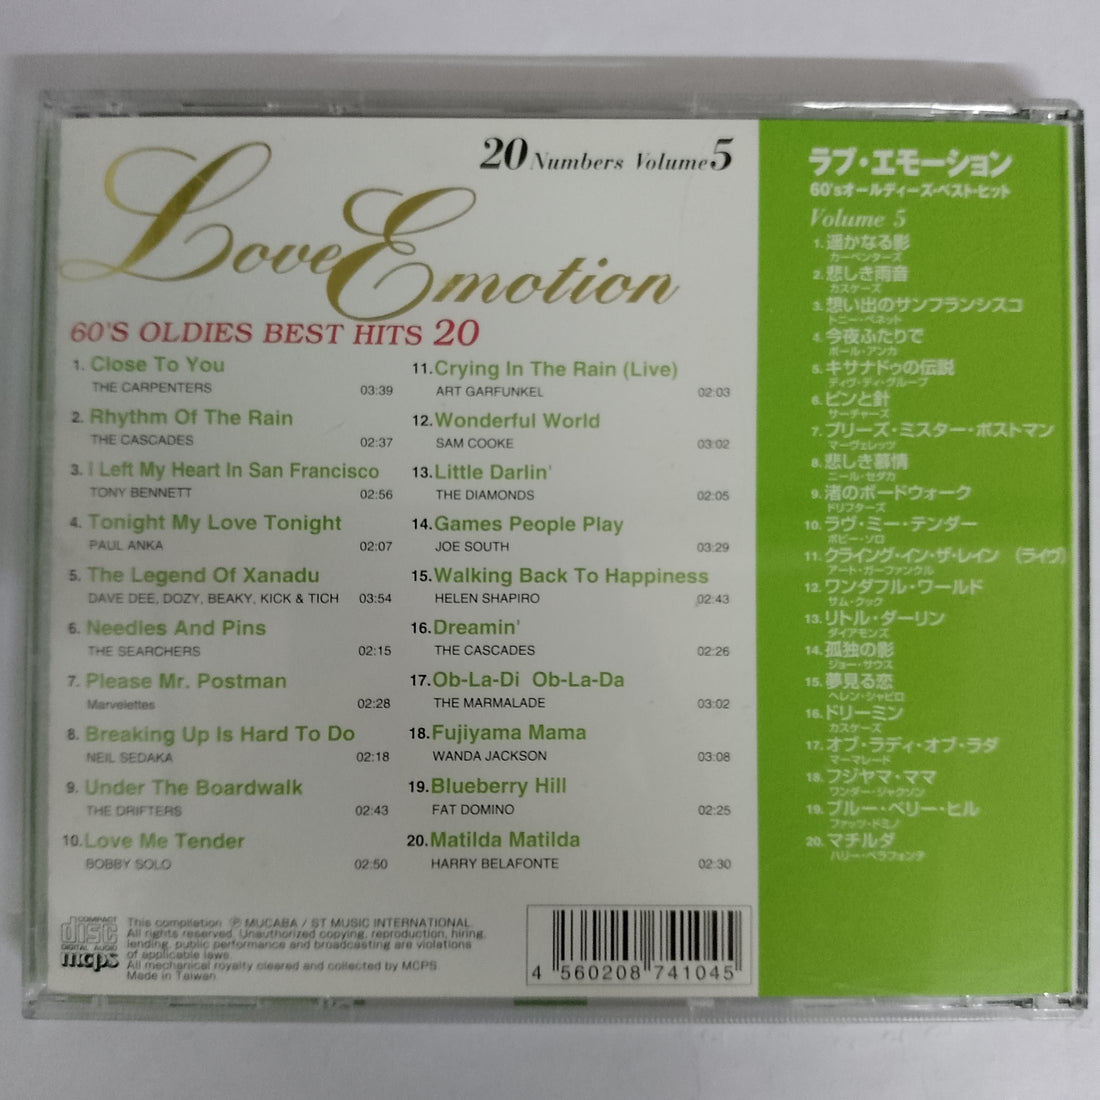 20 Numbers Volume 5
Love Emotion
60'S OLDIES BEST HITS 20
1. Close To You
THE CARPENTERS 03:39
2. Rhythm Of The Rain
THE CASCADES 02:37
3. I Left My Heart In San Francisco
TONY BENNETT 02:56
4. Tonight My Love Tonight
PAUL ANKA 02:07
5. The Legend Of Xanadu
DAVE DEE, DOZY, BEAKY, KICK & TICH 03:54
6. Needles And Pins
THE SEARCHERS 02:15
7. Please Mr. Postman
Marvelettes 02:28
8. Breaking Up Is Hard To Do
NEIL SEDAKA 02:18
9. Under The Boardwalk
THE DRIFTERS 02:43
10. Love Me Tender
BOBBY SOLO 02:50
11. Crying In The Rain (Live)
ART GARFUNKEL 02:03
12. Wonderful World
SAM COOKE 03:02
13. Little Darlin'
THE DIAMONDS 02:05
14. Games People Play
JOE SOUTH 03:29
15. Walking Back To Happiness
HELEN SHAPIRO 02:43
16. Dreamin'
THE CASCADES 02:26
17. Ob-La-Di Ob-La-Da
THE MARMALADE 03:02
18. Fujiyama Mama
WANDA JACKSON 03:08
19. Blueberry Hill
FAT DOMINO 02:25
20. Matilda Matilda
HARRY BELAFONTE 02:30
COMPACT
disc
DIGITAL AUDIO
mcps
This compilation ℗ MUCABA / ST MUSIC INTERNATIONAL
All rights reserved. Unauthorized copying, reproduction, hiring,
lending, public performance and broadcasting are violations
of applicable laws.
All mechanical royalty cleared and collected by MCPS
Made in Taiwan
4 560208 741045
ラブ・エモーション
60'sオールディーズ・ベスト・ヒット
Volume 5
1. 遥かなる影
カーペンターズ
2. 悲しき雨音
カスケーズ
3. 想い出のサンフランシスコ
トニー・ベネット
4. 今夜ふたりで
ポール・アンカ
5. キサナドゥの伝説
ディヴ・ディ・グループ
6. ピンと針
サーチャーズ
7. プリーズ・ミスター・ポストマン
マーヴェレッツ
8. 悲しき慕情
ニール・セダカ
9. 渚のボードウォーク
ドリフターズ
10. ラヴ・ミー・テンダー
ボビー・ソロ
11. クライング・イン・ザ・レイン (ライヴ)
アート・ガーファンクル
12. ワンダフル・ワールド
サム・クック
13. リトル・ダーリン
ダイアモンズ
14. 孤独の影
ジョー・サウス
15. 夢見る恋
ヘレン・シャピロ
16. ドリーミン
カスケーズ
17. オブ・ラディ・オブ・ラダ
マーマレード
18. フジヤマ・ママ
ワンダー・ジャクソン
19. ブルー・ベリー・ヒル
ファッツ・ドミノ
20. マチルダ
ハリー・ベラフォンテ